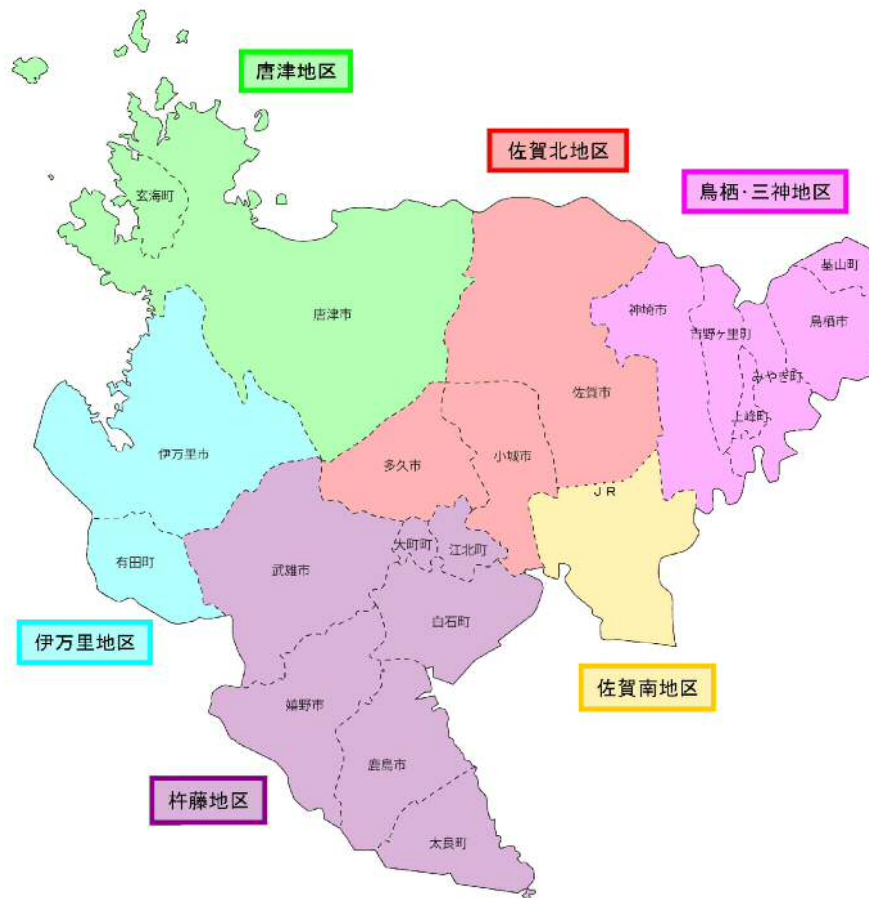 唐津地区
佐賀北地区
鳥栖・三神地区
玄海町
基山町
唐津市
神埼市
吉野ヶ里町
鳥栖市
みやき町
佐賀市
上峰町
伊万里市
多久市
小城市
JR
有田町
武雄市
大町町
江北町
白石町
伊万里地区
佐賀南地区
嬉野市
鹿島市
杵藤地区
太良町